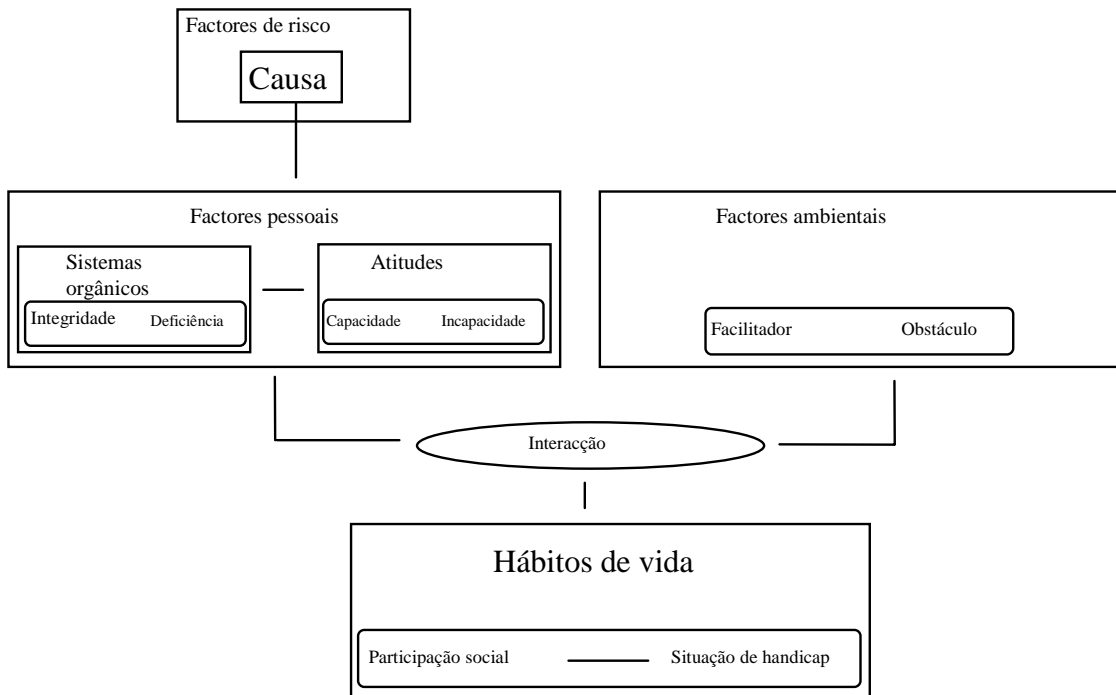 Factores de risco
Causa
Factores pessoais
Factores ambientais
Sistemas
orgânicos
Atitudes
Integridade
Deficiência
Capacidade
Incapacidade
Facilitador
Obstáculo
Interacção
Hábitos de vida
Participação social
Situação de handicap